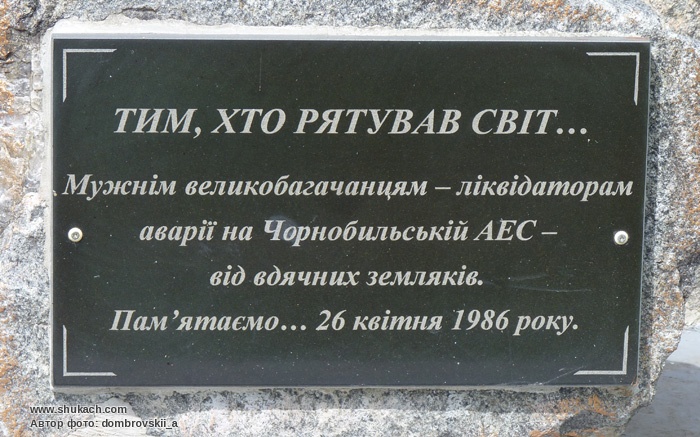 ТИМ, ХТО РЯТУВАВ СВІТ...
Мужнім великобагачанцям – ліквідаторам
аварії на Чорнобильській АЕС –
від вдячних земляків.
Пам’ятаємо... 26 квітня 1986 року.
www.shukach.com
Автор фото: dombrovskii_a